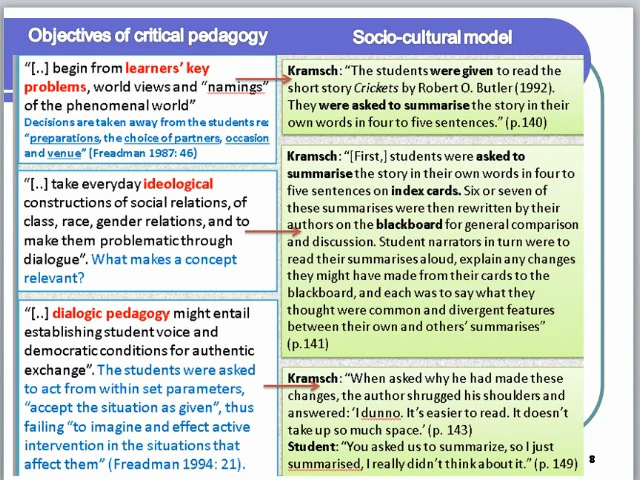 Objectives of critical pedagogy
“[..] begin from learners’ key
problems, world views and “namings”
of the phenomenal world”
Decisions are taken away from the students re:
“preparations, the choice of partners, occasion
and venue” (Freadman 1987: 46)
“[..] take everyday ideological
constructions of social relations, of
class, race, gender relations, and to
make them problematic through
dialogue”. What makes a concept
relevant?
“[..] dialogic pedagogy might entail
establishing student voice and
democratic conditions for authentic
exchange”. The students were asked
to act from within set parameters,
“accept the situation as given”, thus
failing “to imagine and effect active
intervention in the situations that
affect them” (Freadman 1994: 21).
Socio-cultural model
Kramsch: “The students were given to read the
short story Crickets by Robert O. Butler (1992).
They were asked to summarise the story in their
own words in four to five sentences.” (p.140)
Kramsch: “[First,] students were asked to
summarise the story in their own words in four to
five sentences on index cards. Six or seven of
these summarises were then rewritten by their
authors on the blackboard for general comparison
and discussion. Student narrators in turn were to
read their summarises aloud, explain any changes
they might have made from their cards to the
blackboard, and each was to say what they
thought were common and divergent features
between their own and others’ summarises”
(p.141)
Kramsch: “When asked why he had made these
changes, the author shrugged his shoulders and
answered: ‘I dunno. It’s easier to read. It doesn’t
take up so much space.’ (p. 143)
Student: “You asked us to summarize, so I just
summarised, I really didn’t think about it.” (p. 149)
8